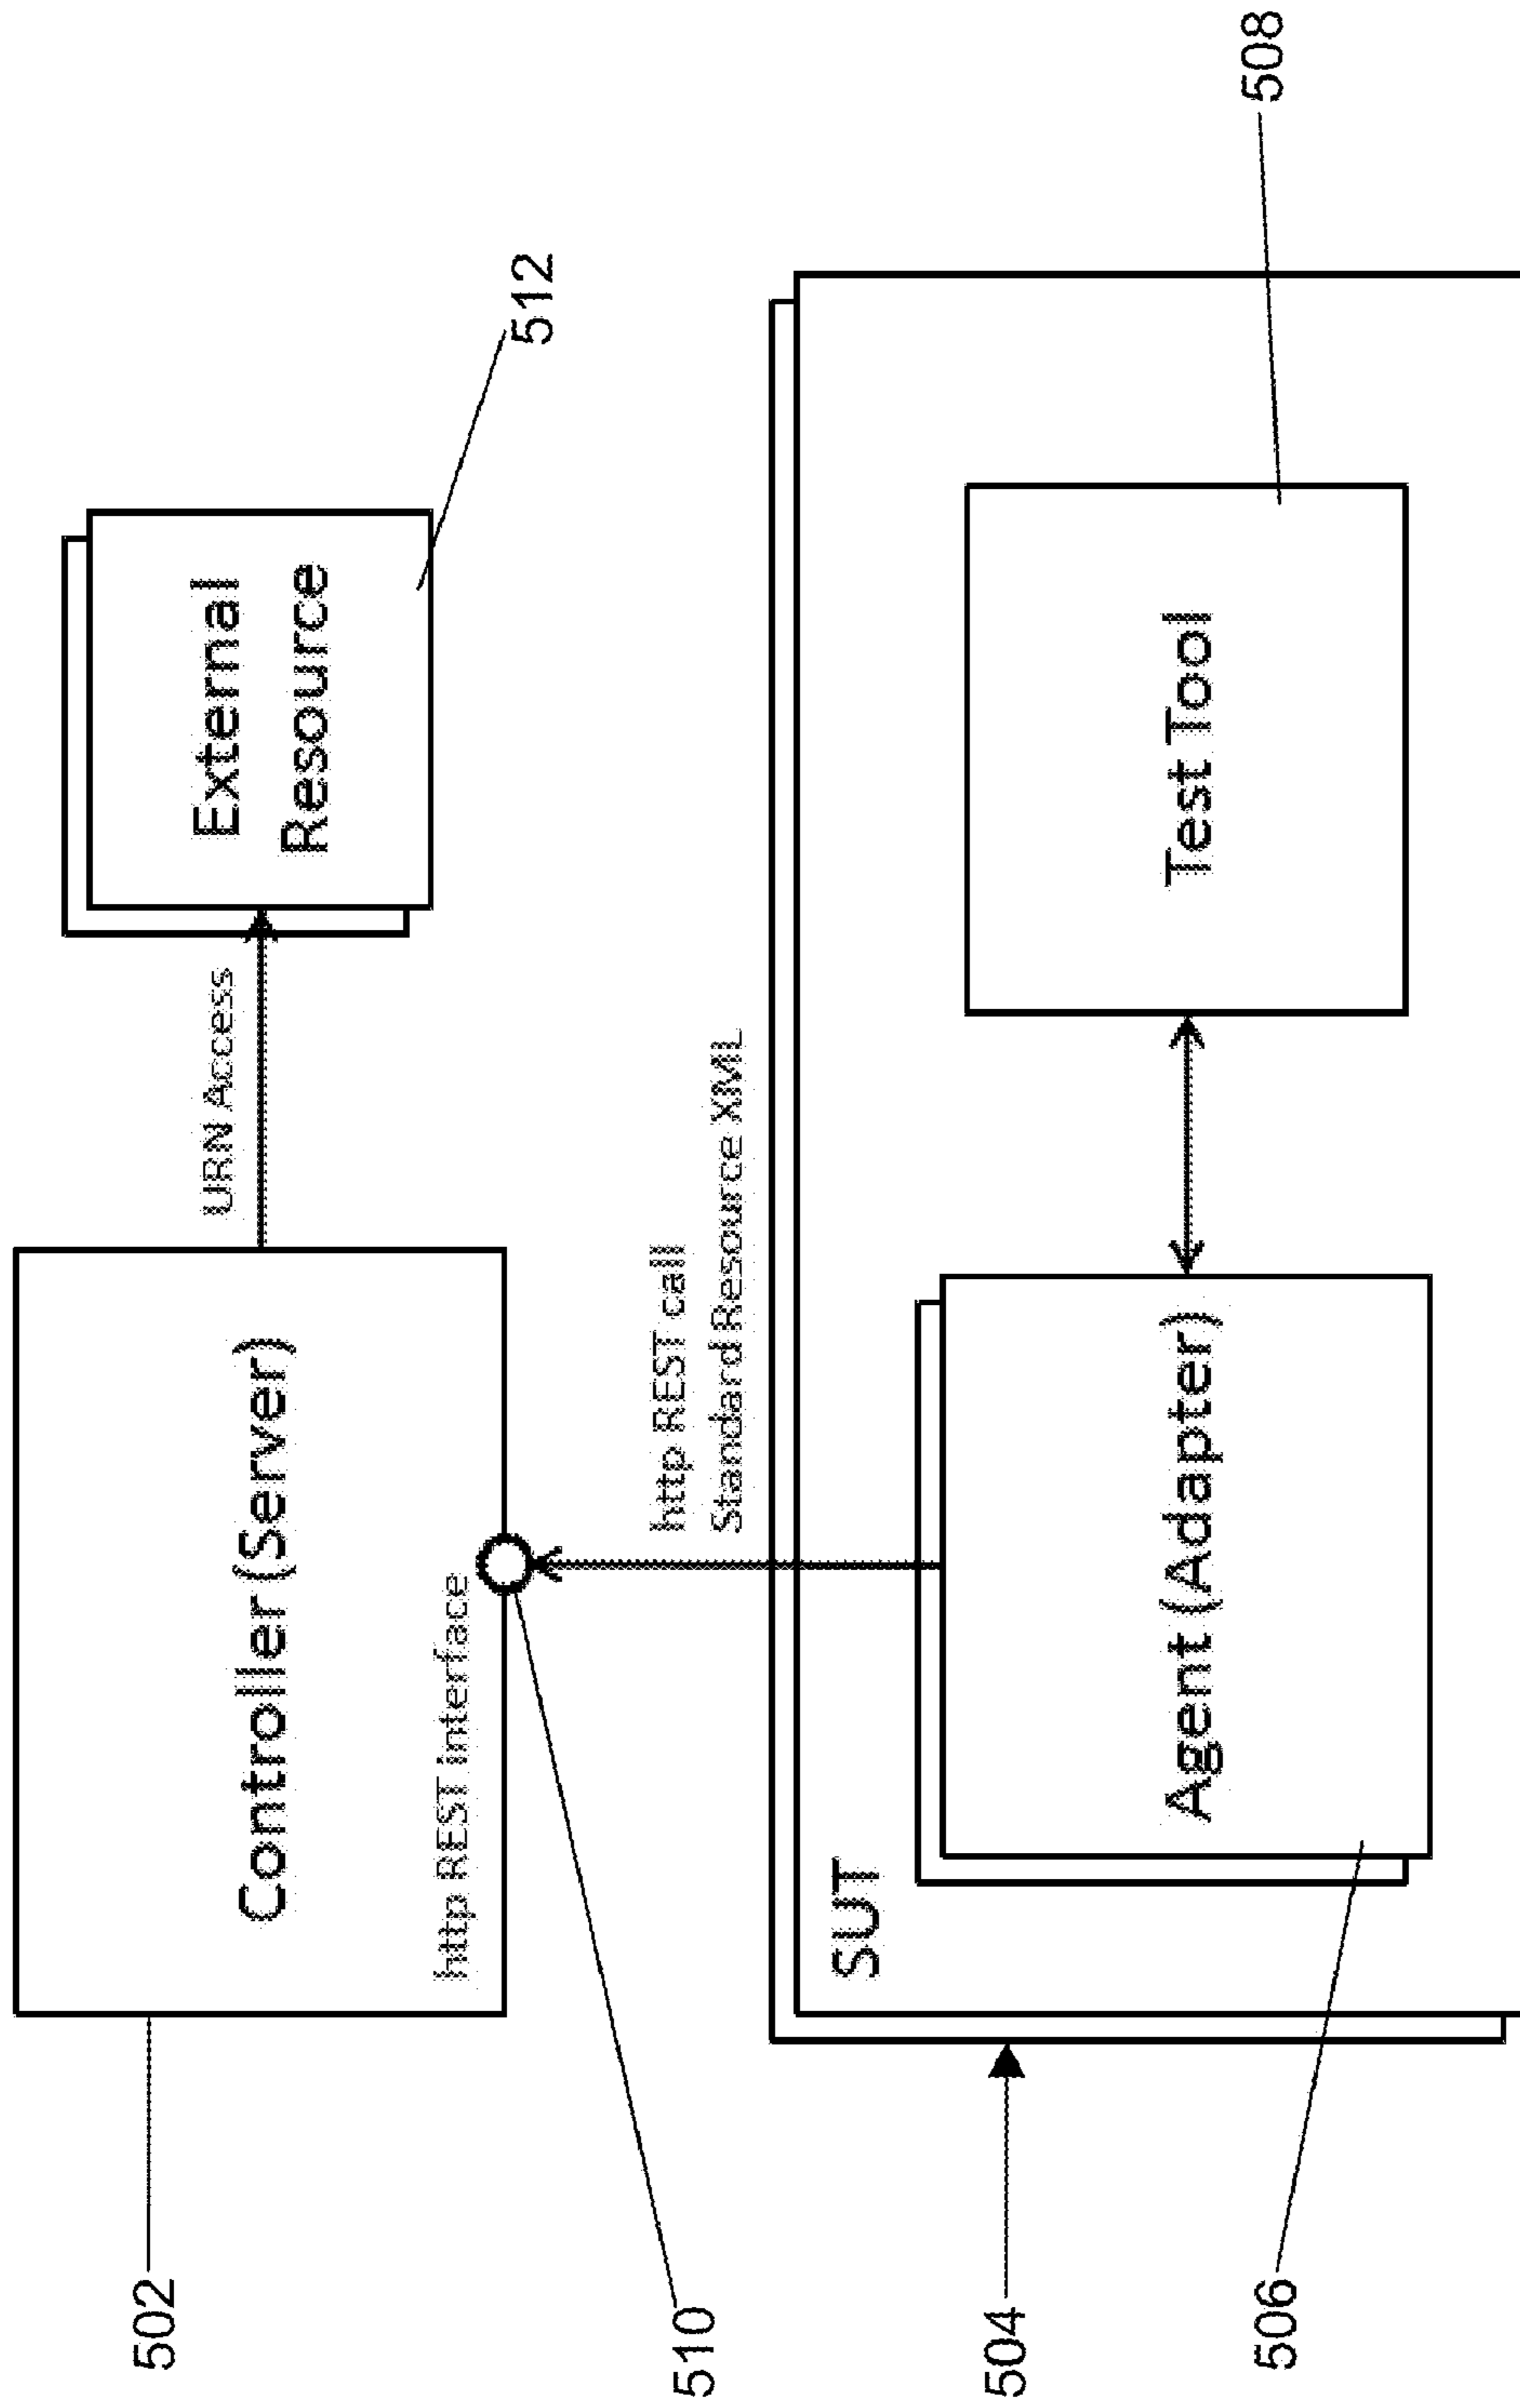 502
Controller (Server)
http REST interface
URN Access
External
Resource
512
510
http REST call
Standard Resource XML
504
SUT
506
Agent (Adapter)
Test Tool
508